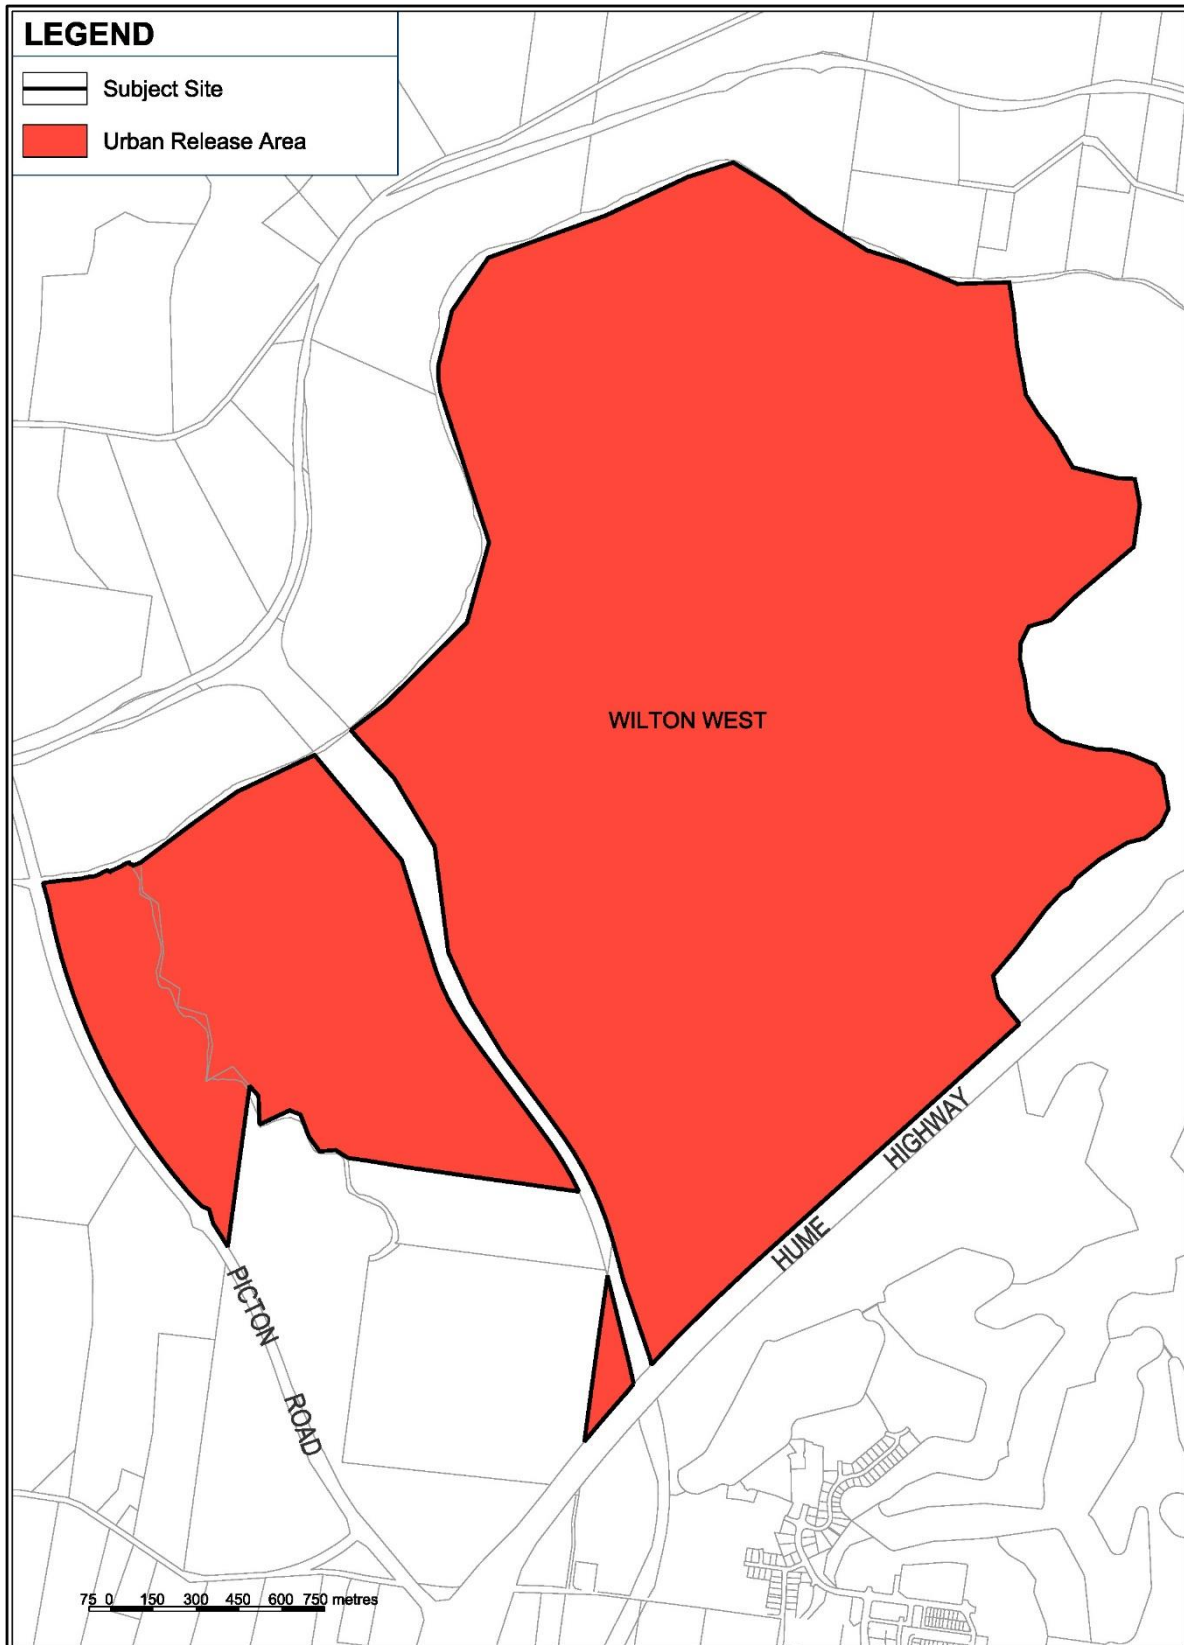 LEGEND
Subject Site
Urban Release Area
WILTON WEST
HUME HIGHWAY
PICTON ROAD
75 0 150 300 450 600 750 metres